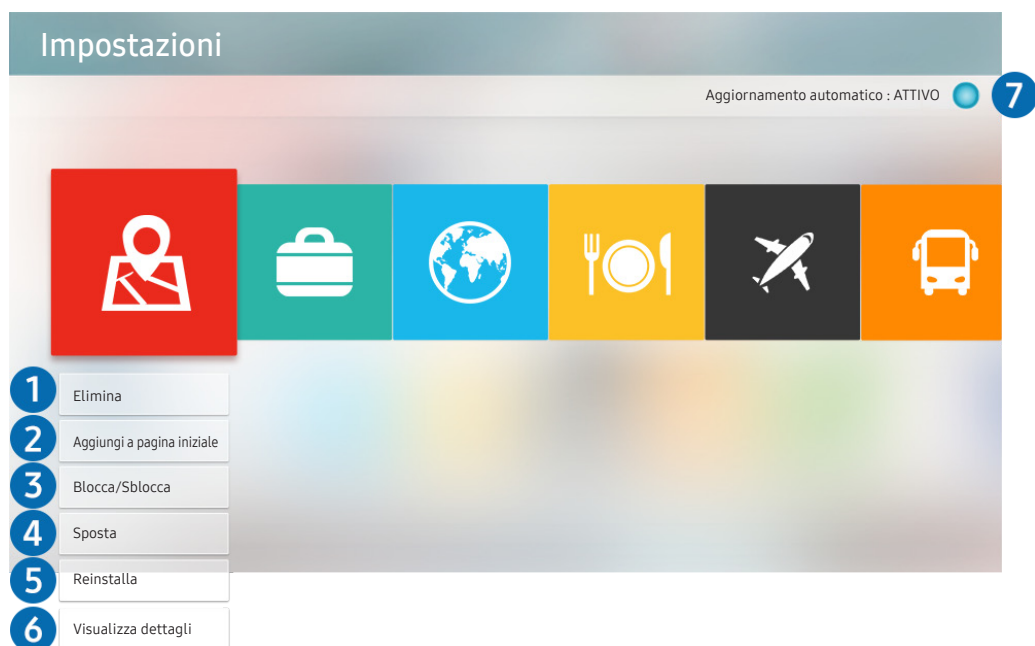 Impostazioni
Aggiornamento automatico : ATTIVO 7
1 Elimina
2 Aggiungi a pagina iniziale
3 Blocca/Sblocca
4 Sposta
5 Reinstalla
6 Visualizza dettagli